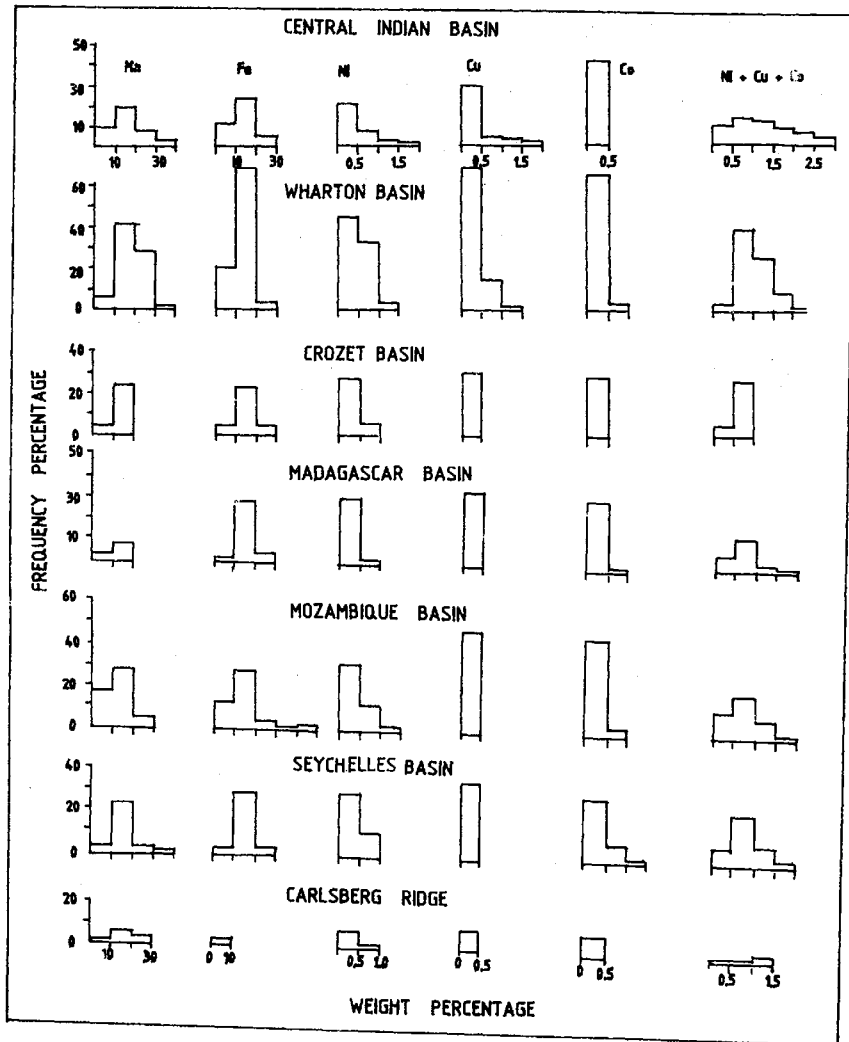 CENTRAL INDIAN BASIN
50
30
10
Mn
Fe
Ni
Cu
Co
Ni + Cu + Co
10 30
10 30
0.5 1.5
0.5 1.5
0.5
0.5 1.5 2.5
WHARTON BASIN
60
40
20
0
CROZET BASIN
40
20
0
MADAGASCAR BASIN
50
30
10
MOZAMBIQUE BASIN
60
40
20
0
SEYCHELLES BASIN
40
20
0
CARLSBERG RIDGE
20
0
10 30
0 10
0.5 1.0
0 0.5
0 0.5
0.5 1.5
FREQUENCY PERCENTAGE
WEIGHT PERCENTAGE